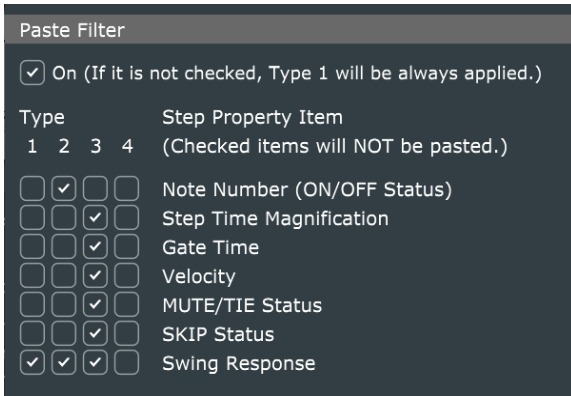 Paste Filter
On (If it is not checked, Type 1 will be always applied.)
Type Step Property Item
1 2 3 4 (Checked items will NOT be pasted.)
Note Number (ON/OFF Status)
Step Time Magnification
Gate Time
Velocity
MUTE/TIE Status
SKIP Status
Swing Response